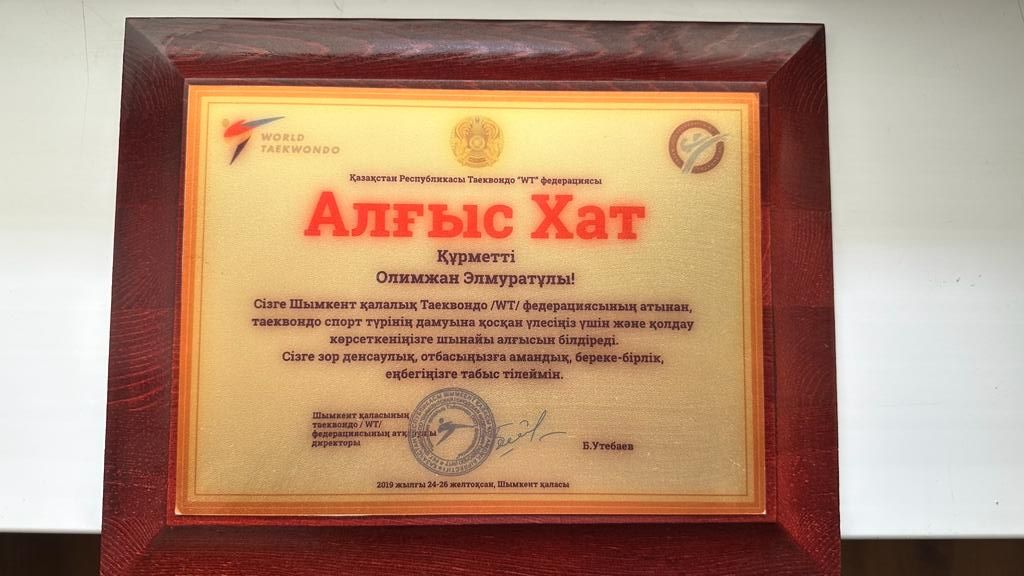 WORLD
TAEKWONDO
Қазақстан Республикасы Таеквондо "WT" федерациясы
Алғыс Хат
Құрметті
Олимжан Элмуратұлы!
Сізге Шымкент қалалық Таеквондо /WT/ федерациясының атынан,
таеквондо спорт түрінің дамуына қосқан үлесіңіз үшін және қолдау
көрсеткеніңізге шынайы алғысын білдіреді.
Сізге зор денсаулық, отбасыңызға амандық, береке-бірлік,
еңбегіңізге табыс тілеймін.
Шымкент қаласының
таеквондо / WT/
федерациясының
директоры
Б.Утебаев
2019 жылғы 24-26 желтоқсан, Шымкент қаласы